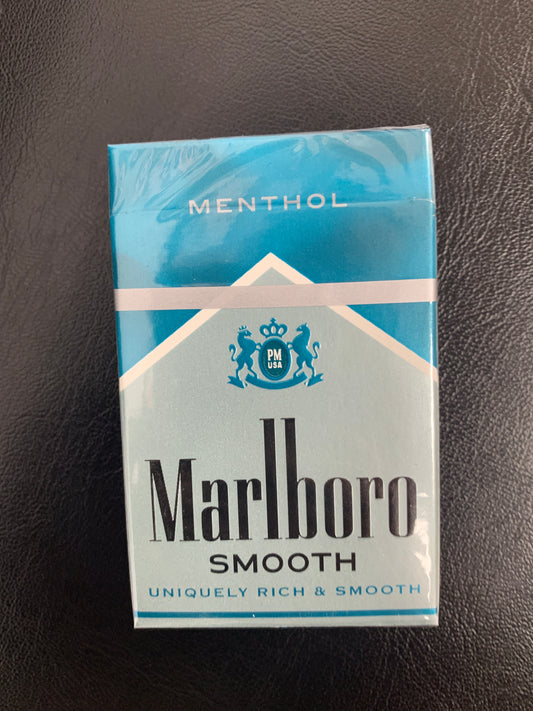 MENTHOL
PM
USA
Marlboro
SMOOTH
UNIQUELY RICH & SMOOTH